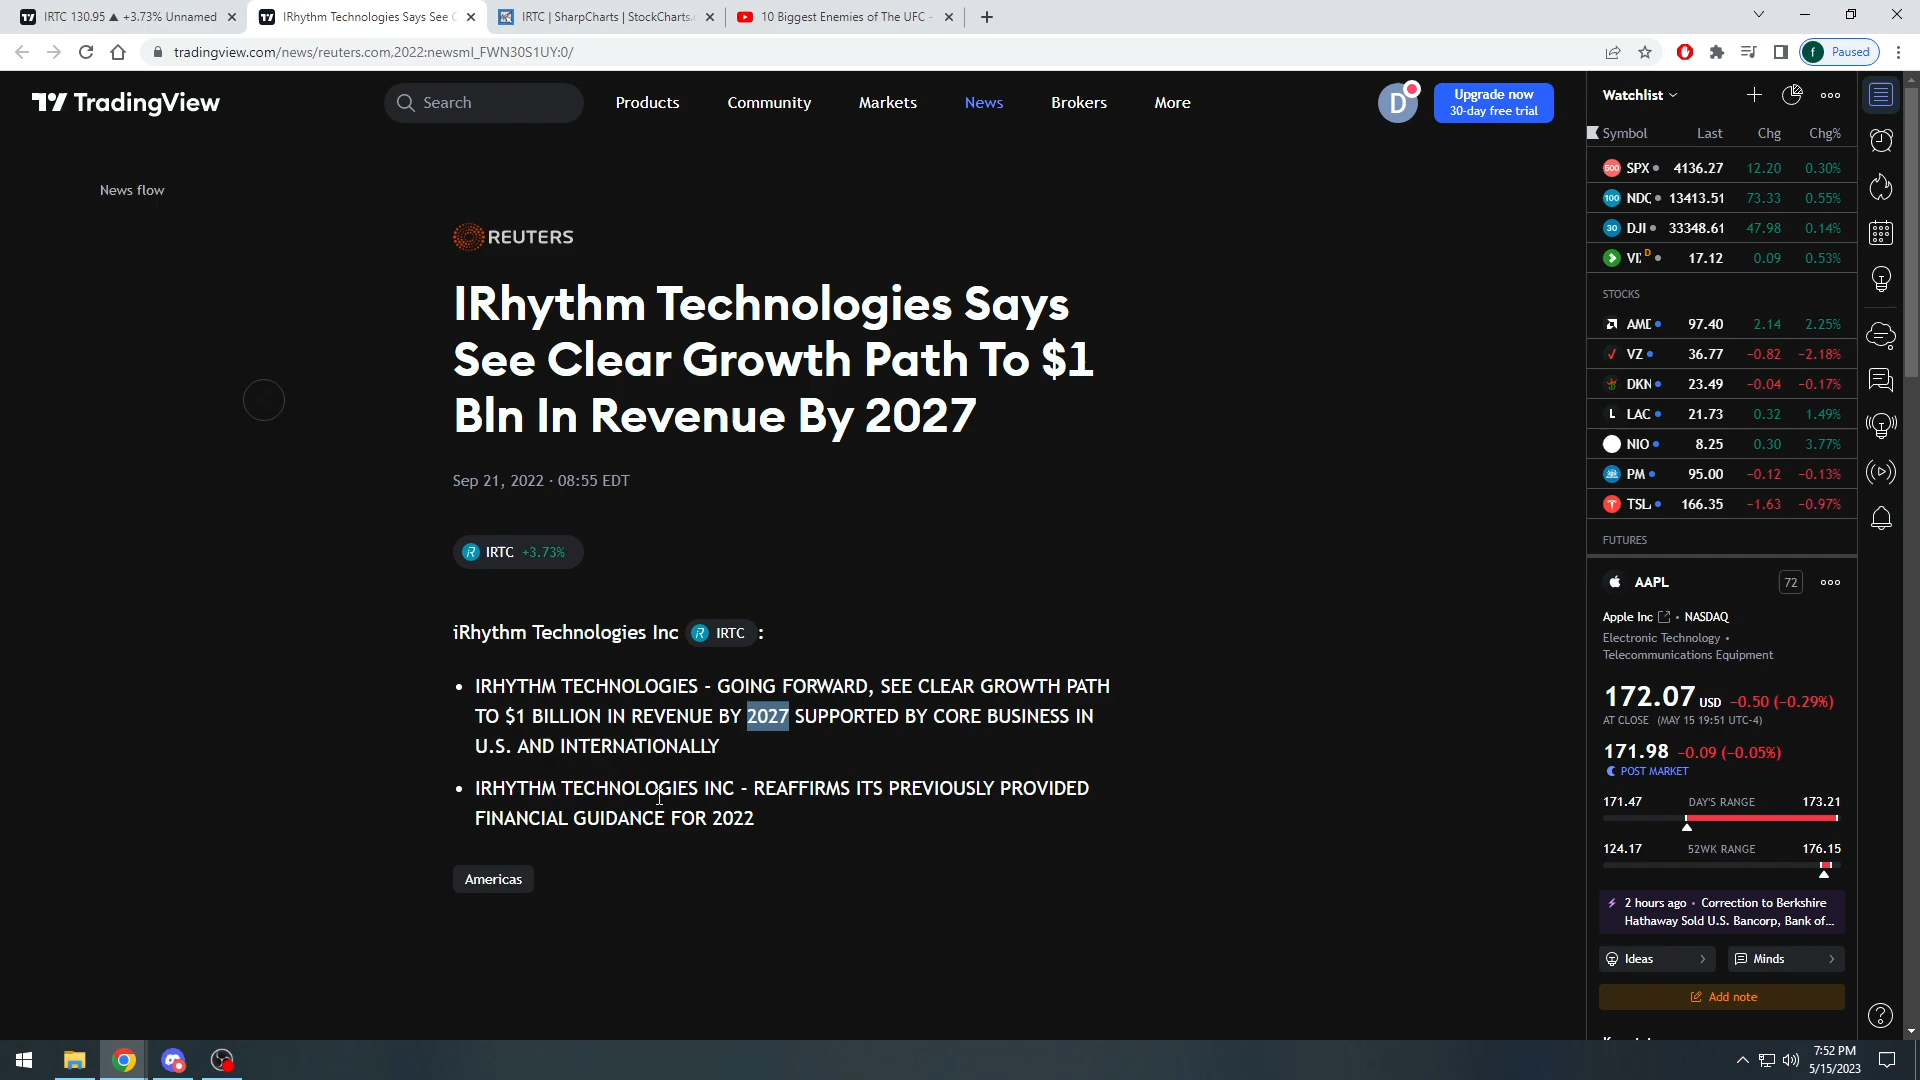 IRTC 130.95 ▲ +3.73% Unnamed
IRhythm Technologies Says See C
IRTC | SharpCharts | StockCharts.c
10 Biggest Enemies of The UFC -
tradingview.com/news/reuters.com,2022:newsml_FWN30S1UY:0/
f Paused
TradingView
Search
Products
Community
Markets
News
Brokers
More
D
Upgrade now
30-day free trial
News flow
REUTERS
IRhythm Technologies Says
See Clear Growth Path To $1
Bln In Revenue By 2027
Sep 21, 2022 · 08:55 EDT
IRTC +3.73%
iRhythm Technologies Inc IRTC :
• IRHYTHM TECHNOLOGIES - GOING FORWARD, SEE CLEAR GROWTH PATH
TO $1 BILLION IN REVENUE BY 2027 SUPPORTED BY CORE BUSINESS IN
U.S. AND INTERNATIONALLY
• IRHYTHM TECHNOLOGIES INC - REAFFIRMS ITS PREVIOUSLY PROVIDED
FINANCIAL GUIDANCE FOR 2022
Americas
Watchlist
Symbol Last Chg Chg%
500 SPX 4136.27 12.20 0.30%
100 NDC 13413.51 73.33 0.55%
30 DJI 33348.61 47.98 0.14%
VI D 17.12 0.09 0.53%
STOCKS
AMD 97.40 2.14 2.25%
VZ 36.77 −0.82 −2.18%
DKN 23.49 −0.04 −0.17%
L LAC 21.73 0.32 1.49%
NIO 8.25 0.30 3.77%
PM 95.00 −0.12 −0.13%
TSL 166.35 −1.63 −0.97%
FUTURES
AAPL 72
Apple Inc • NASDAQ
Electronic Technology •
Telecommunications Equipment
172.07 USD −0.50 (−0.29%)
AT CLOSE (MAY 15 19:51 UTC-4)
171.98 −0.09 (−0.05%)
POST MARKET
171.47 DAY'S RANGE 173.21
124.17 52WK RANGE 176.15
2 hours ago • Correction to Berkshire
Hathaway Sold U.S. Bancorp, Bank of...
Ideas
Minds
Add note
7:52 PM
5/15/2023